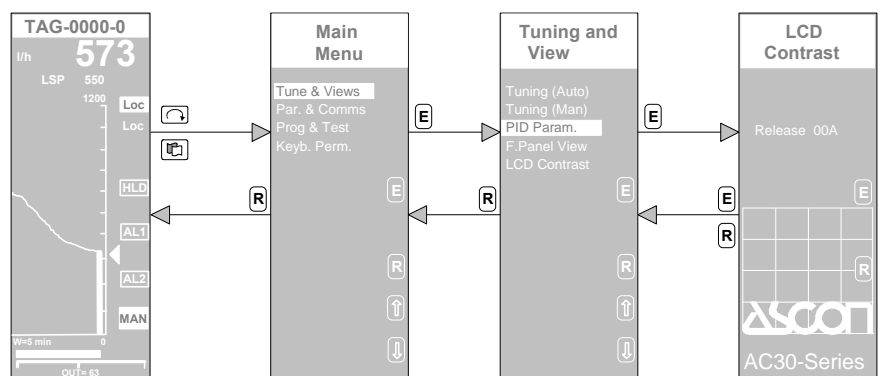 TAG-0000-0
l/h 573
LSP 550
1200
Loc
Loc
HLD
AL1
AL2
MAN
W=5 min 0
OUT= 63
R
Main
Menu
Tune & Views
Par. & Comms
Prog & Test
Keyb. Perm.
E
R
⇧
⇩
E
R
Tuning and
View
Tuning (Auto)
Tuning (Man)
PID Param.
F.Panel View
LCD Contrast
E
R
⇧
⇩
E
E
R
LCD
Contrast
Release 00A
E
R
ASCON
AC30-Series